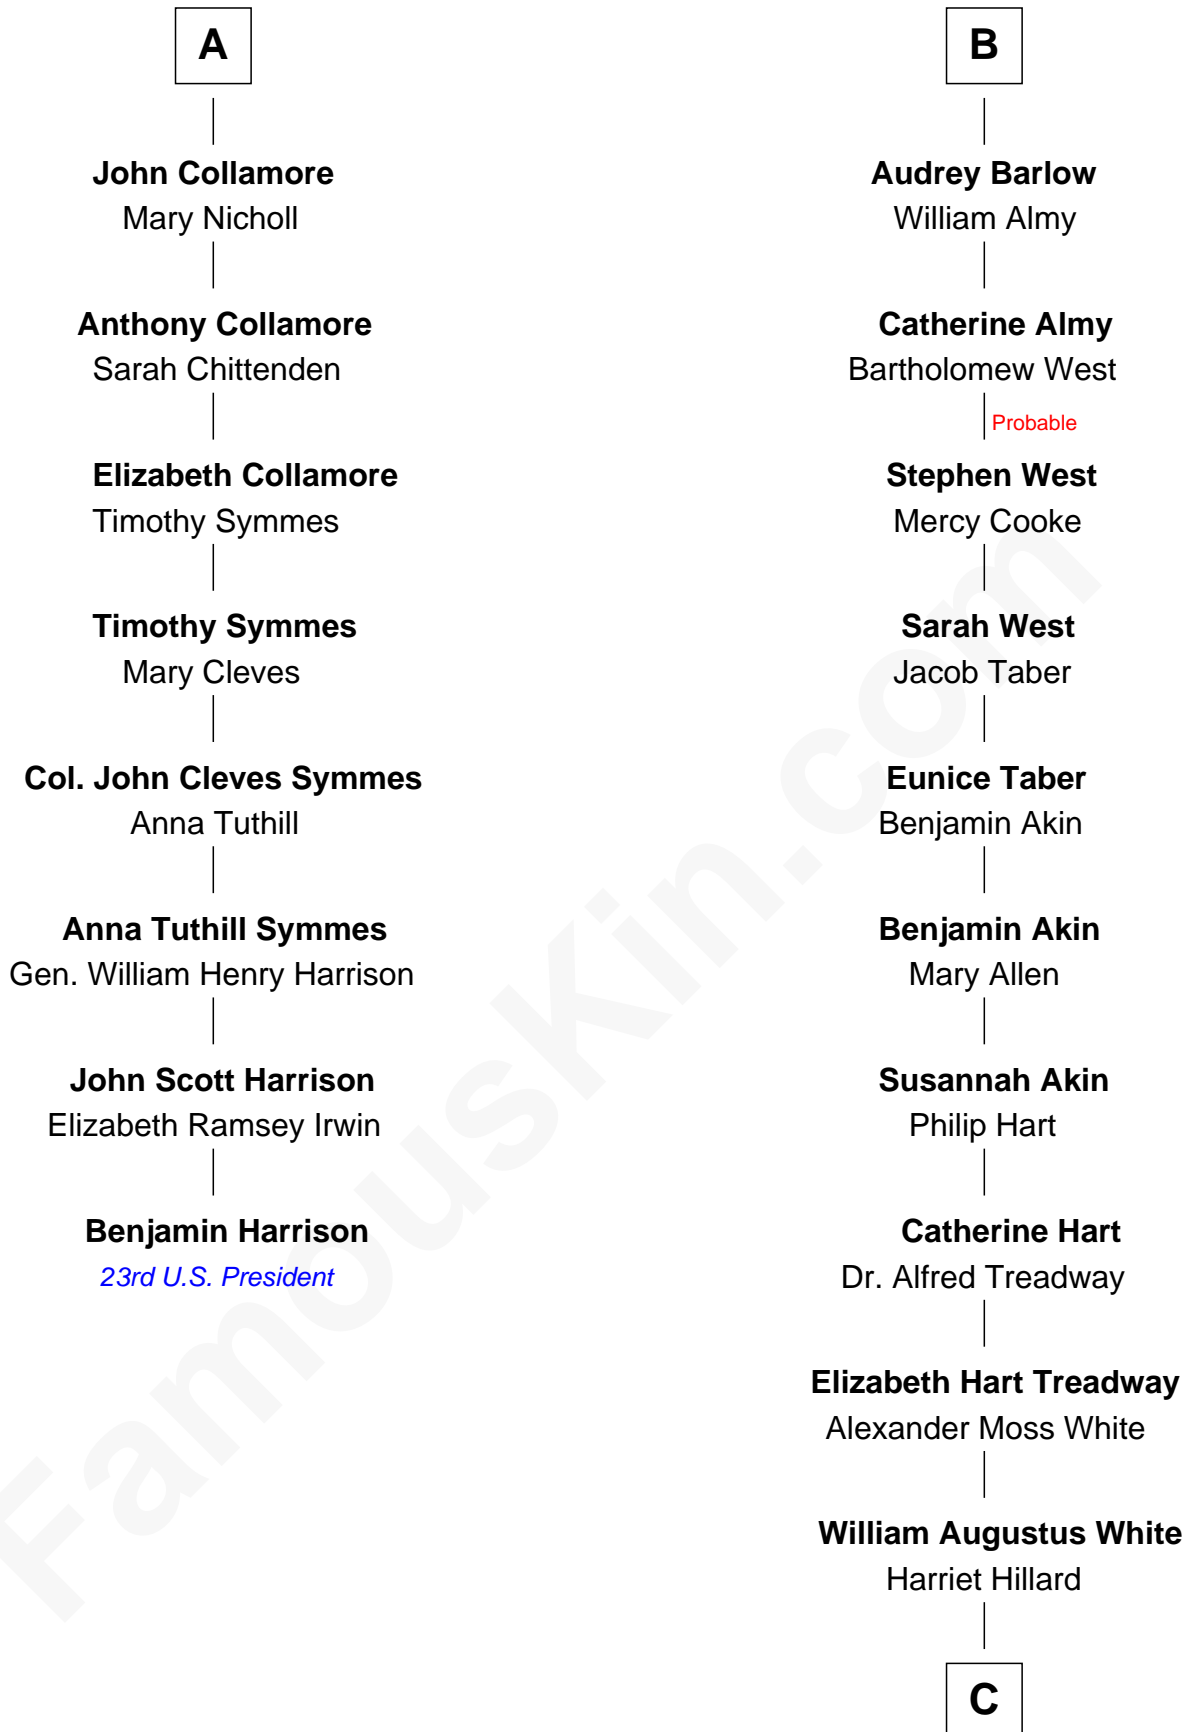 A
John Collamore
Mary Nicholl
Anthony Collamore
Sarah Chittenden
Elizabeth Collamore
Timothy Symmes
Timothy Symmes
Mary Cleves
Col. John Cleves Symmes
Anna Tuthill
Anna Tuthill Symmes
Gen. William Henry Harrison
John Scott Harrison
Elizabeth Ramsey Irwin
Benjamin Harrison
23rd U.S. President
B
Audrey Barlow
William Almy
Catherine Almy
Bartholomew West
Probable
Stephen West
Mercy Cooke
Sarah West
Jacob Taber
Eunice Taber
Benjamin Akin
Benjamin Akin
Mary Allen
Susannah Akin
Philip Hart
Catherine Hart
Dr. Alfred Treadway
Elizabeth Hart Treadway
Alexander Moss White
William Augustus White
Harriet Hillard
C
FamousKin.com